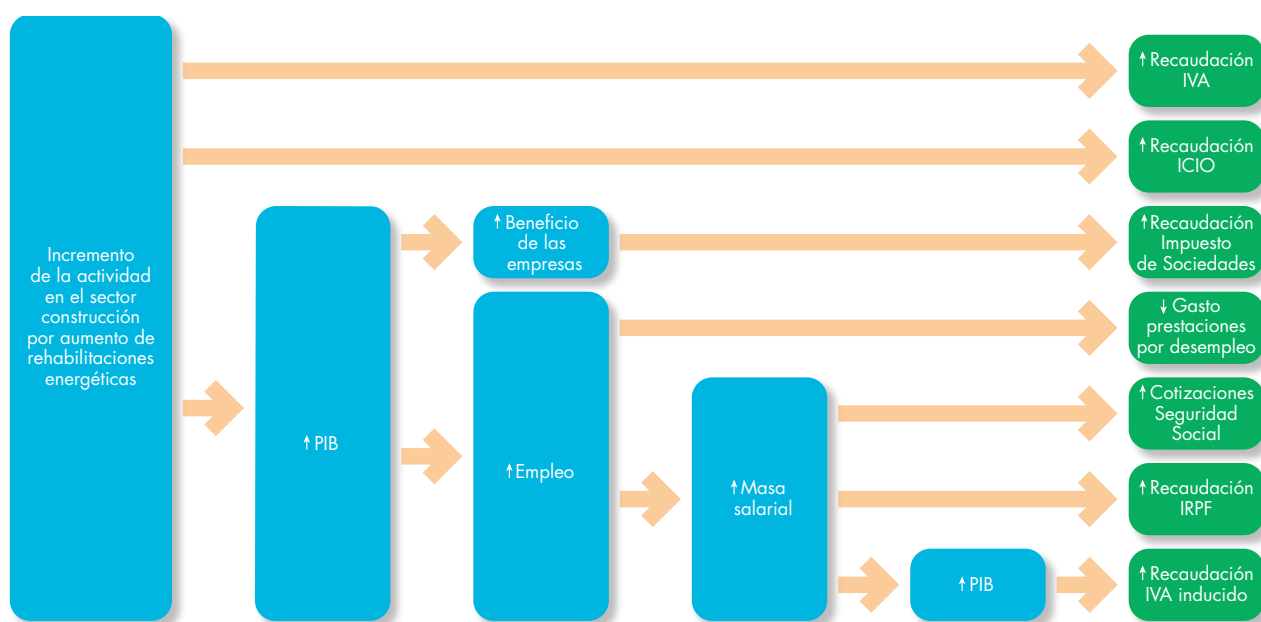 Incremento
de la actividad
en el sector
construcción
por aumento de
rehabilitaciones
energéticas
↑ PIB
↑ Beneficio
de las
empresas
↑ Empleo
↑ Masa
salarial
↑ PIB
↑ Recaudación
IVA
↑ Recaudación
ICIO
↑ Recaudación
Impuesto
de Sociedades
↓ Gasto
prestaciones
por desempleo
↑ Cotizaciones
Seguridad
Social
↑ Recaudación
IRPF
↑ Recaudación
IVA inducido